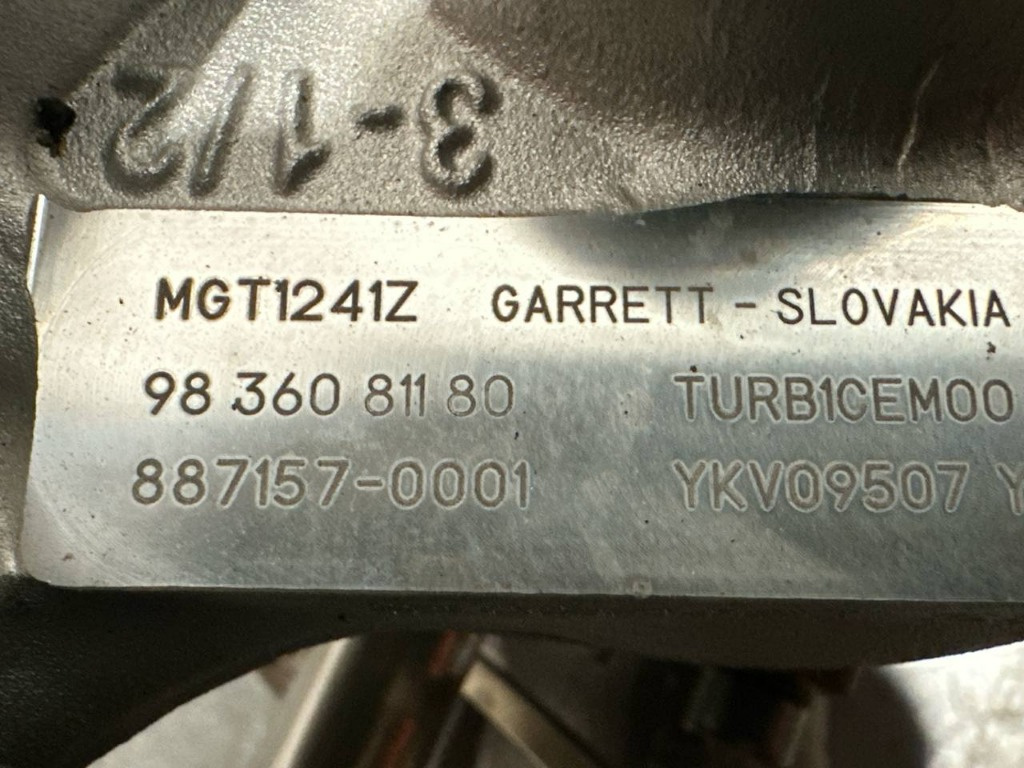 3-1/2
MGT1241Z GARRETT - SLOVAKIA
98 360 811 80 TURB1CEM00
887157-0001 YKV09507 Y